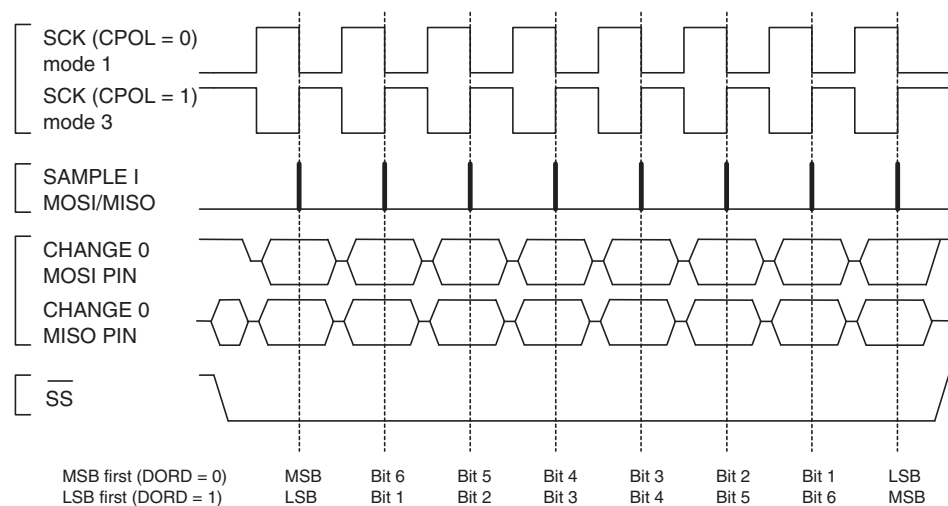 SCK (CPOL = 0)
mode 1
SCK (CPOL = 1)
mode 3
SAMPLE I
MOSI/MISO
CHANGE 0
MOSI PIN
CHANGE 0
MISO PIN
SS
MSB first (DORD = 0) MSB Bit 6 Bit 5 Bit 4 Bit 3 Bit 2 Bit 1 LSB
LSB first (DORD = 1) LSB Bit 1 Bit 2 Bit 3 Bit 4 Bit 5 Bit 6 MSB